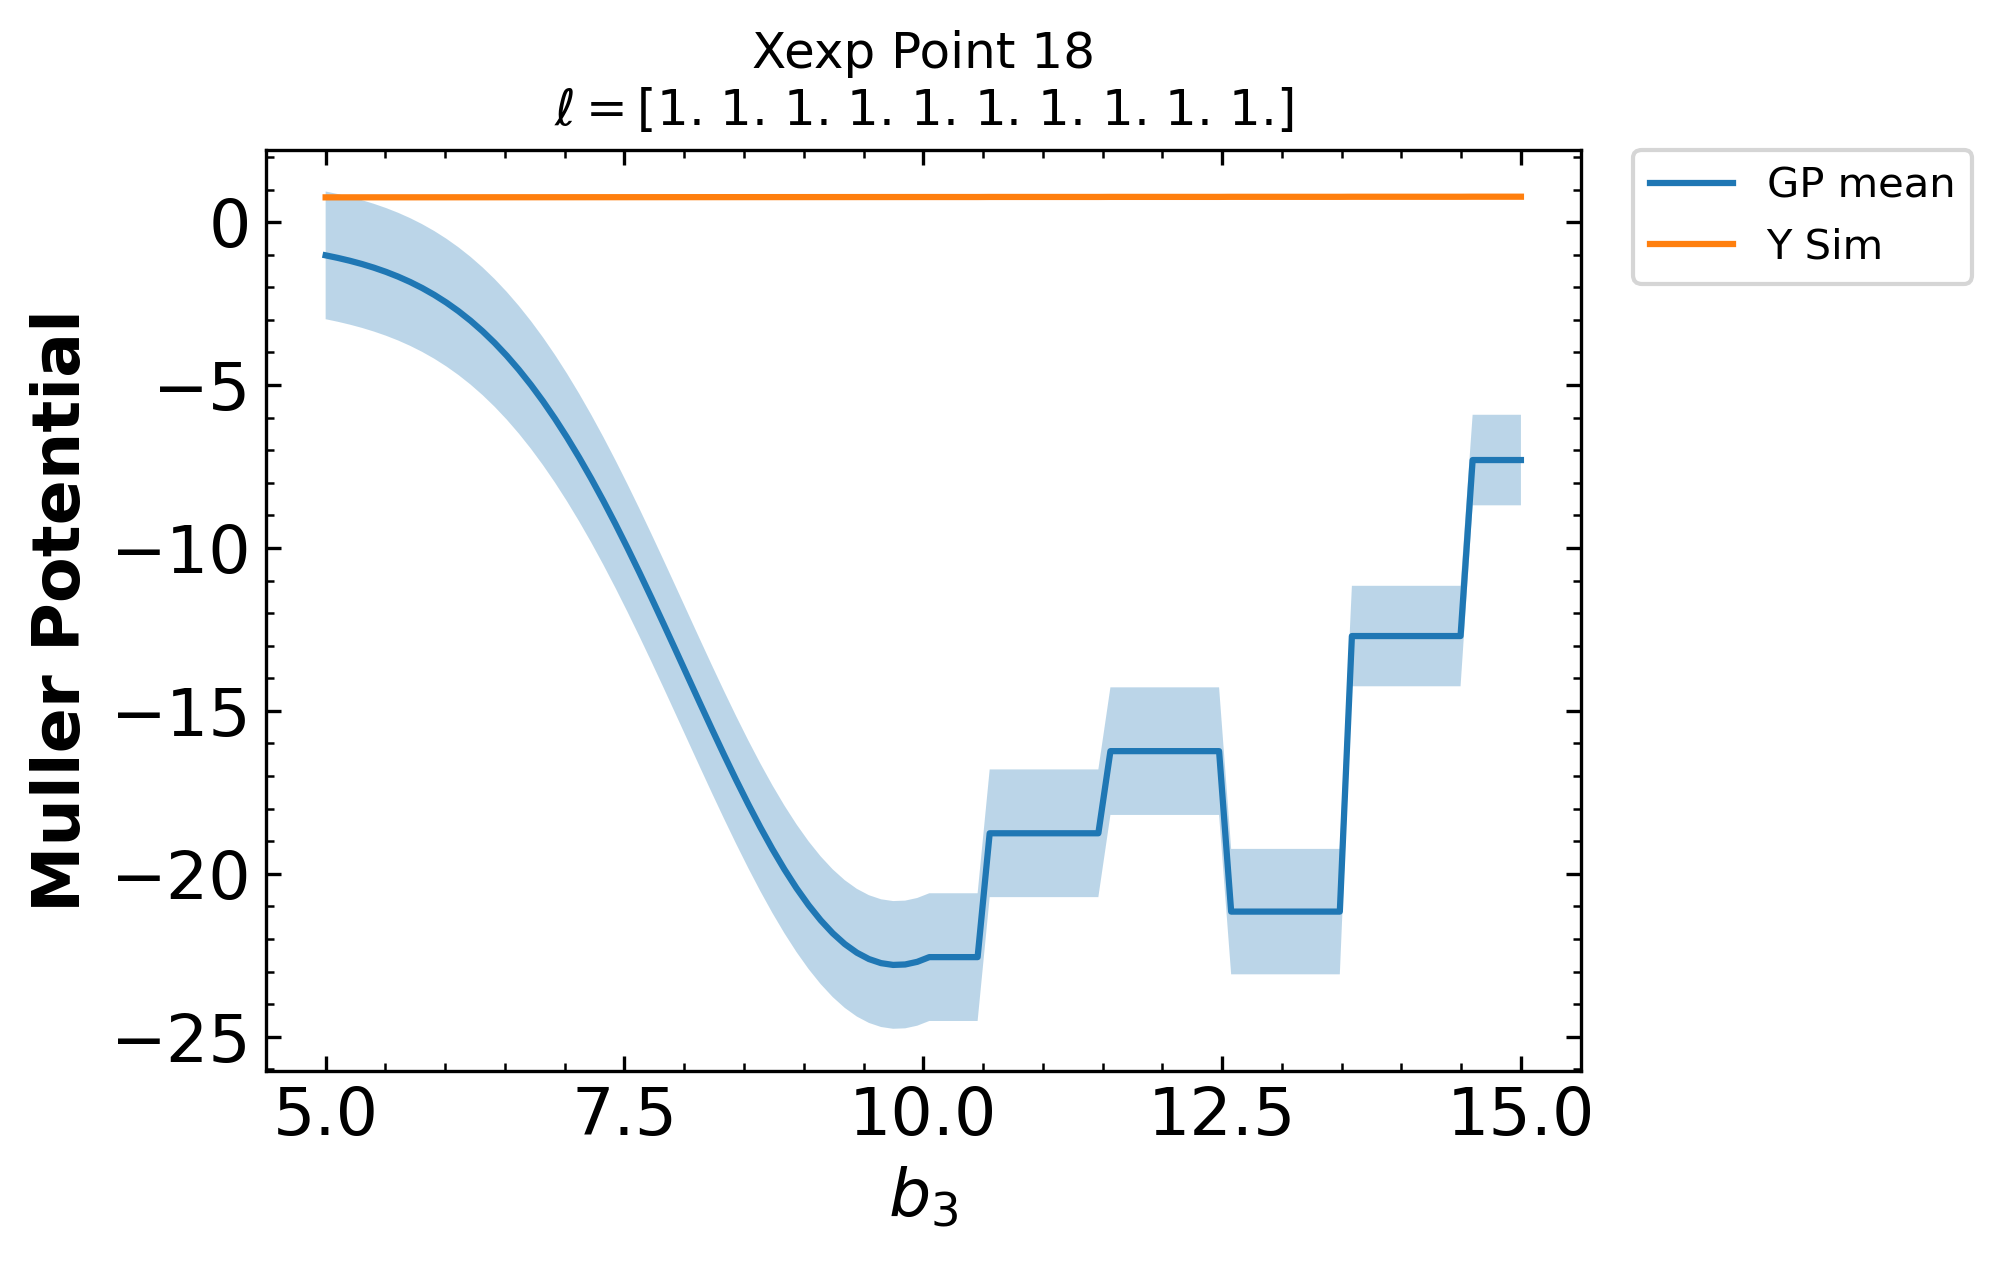 Xexp Point 18
ℓ = [1. 1. 1. 1. 1. 1. 1. 1. 1. 1.]
GP mean
Y Sim
Muller Potential
0
−5
−10
−15
−20
−25
5.0 7.5 10.0 12.5 15.0
b₃